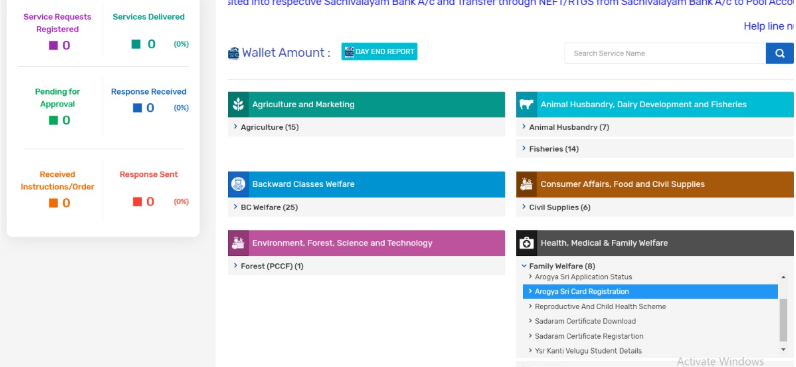 sited into respective Sachivalayam Bank A/c and Transfer through NEFT/RTGS from Sachivalayam Bank A/c to Pool Accou
Help line n
Service Requests Registered
0
Services Delivered
0 (0%)
Pending for Approval
0
Response Received
0 (0%)
Received Instructions/Order
0
Response Sent
0 (0%)
Wallet Amount :
DAY END REPORT
Search Service Name
Agriculture and Marketing
Agriculture (15)
Animal Husbandry, Dairy Development and Fisheries
Animal Husbandry (7)
Fisheries (14)
Backward Classes Welfare
BC Welfare (25)
Consumer Affairs, Food and Civil Supplies
Civil Supplies (6)
Environment, Forest, Science and Technology
Forest (PCCF) (1)
Health, Medical & Family Welfare
Family Welfare (8)
Arogya Sri Application Status
Arogya Sri Card Registration
Reproductive And Child Health Scheme
Sadaram Certificate Download
Sadaram Certificate Registartion
Ysr Kanti Velugu Student Details
Activate Windows